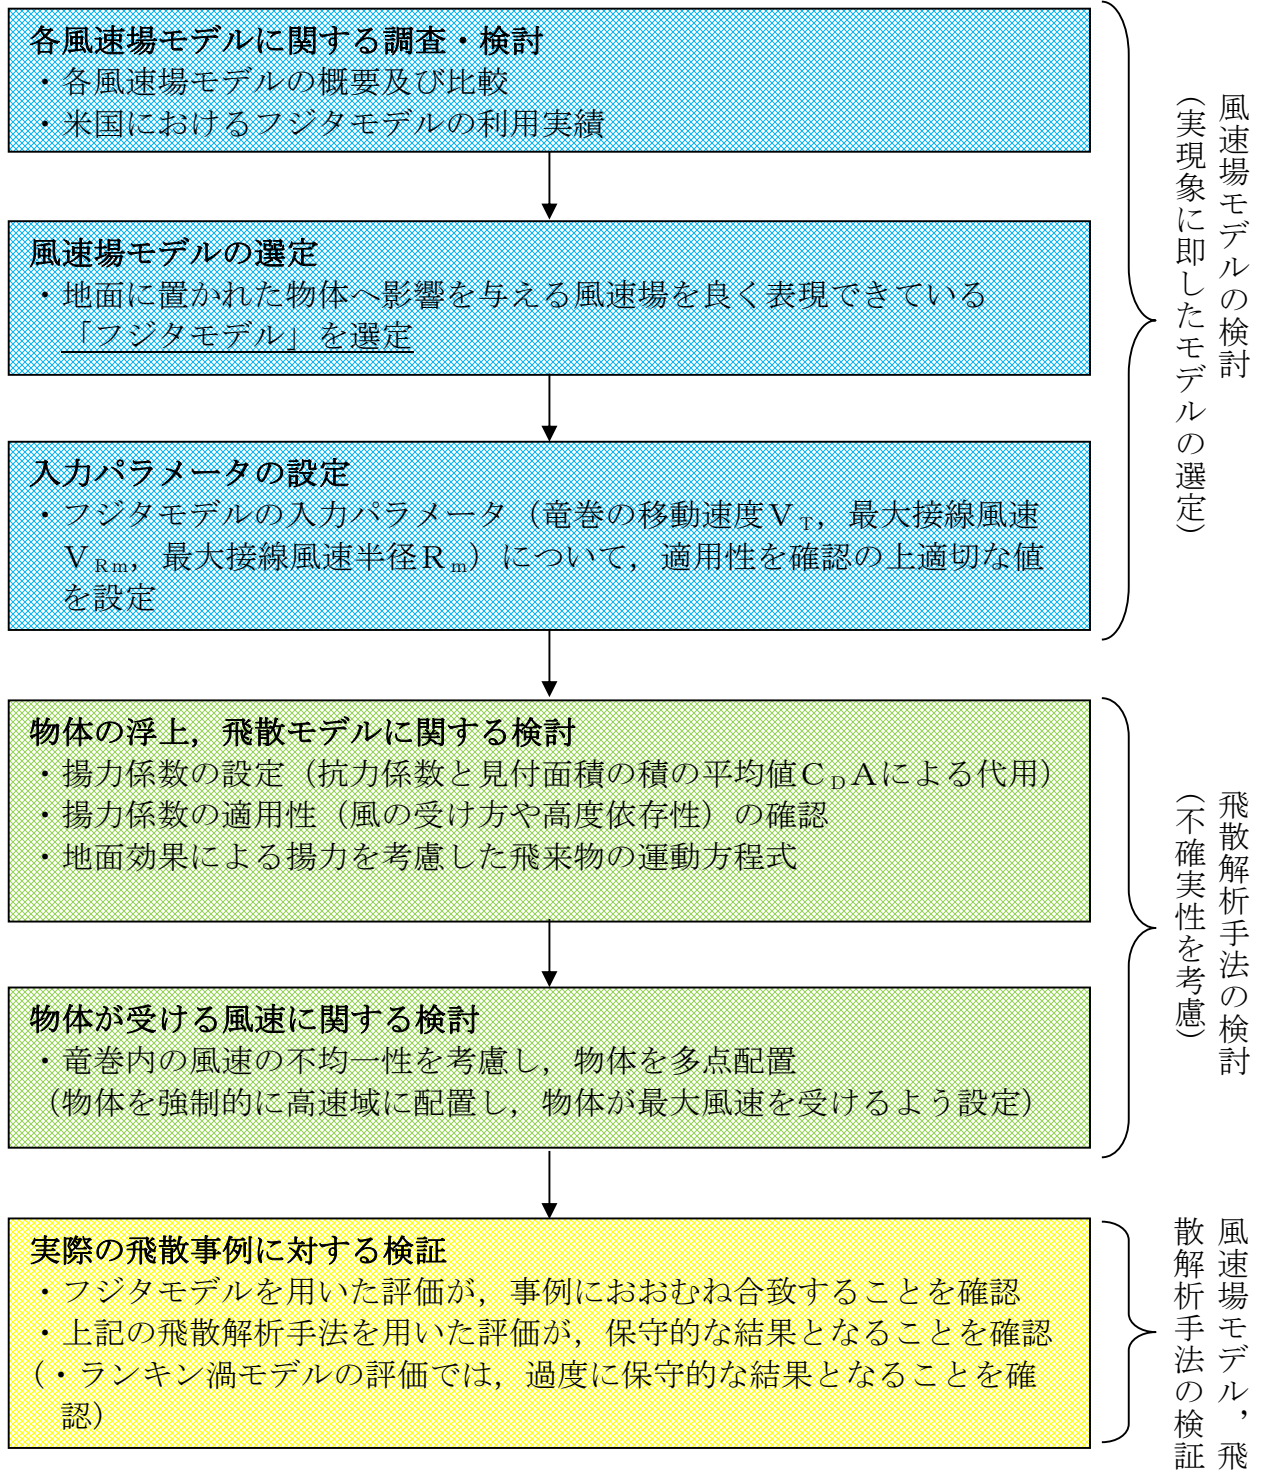 各風速場モデルに関する調査・検討
・各風速場モデルの概要及び比較
・米国におけるフジタモデルの利用実績
風速場モデルの選定
・地面に置かれた物体へ影響を与える風速場を良く表現できている
「フジタモデル」を選定
入力パラメータの設定
・フジタモデルの入力パラメータ（竜巻の移動速度ＶT，最大接線風速
ＶRm，最大接線風速半径Ｒm）について，適用性を確認の上適切な値
を設定
風速場モデルの検討
（実現象に即したモデルの選定）
物体の浮上，飛散モデルに関する検討
・揚力係数の設定（抗力係数と見付面積の積の平均値ＣDＡによる代用）
・揚力係数の適用性（風の受け方や高度依存性）の確認
・地面効果による揚力を考慮した飛来物の運動方程式
物体が受ける風速に関する検討
・竜巻内の風速の不均一性を考慮し，物体を多点配置
（物体を強制的に高速域に配置し，物体が最大風速を受けるよう設定）
飛散解析手法の検討
（不確実性を考慮）
実際の飛散事例に対する検証
・フジタモデルを用いた評価が，事例におおむね合致することを確認
・上記の飛散解析手法を用いた評価が，保守的な結果となることを確認
（・ランキン渦モデルの評価では，過度に保守的な結果となることを確
認）
風速場モデル，飛
散解析手法の検証